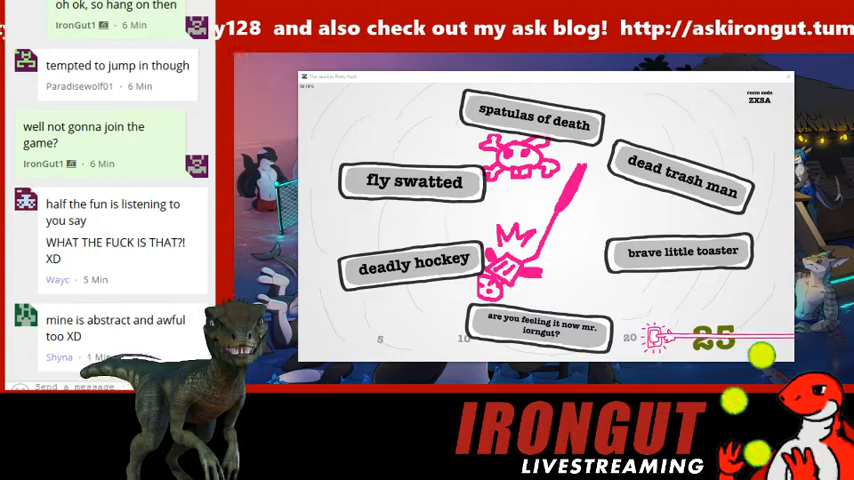 oh ok, so hang on then
IronGut1 6 Min
y128 and also check out my ask blog! http://askirongut.tum
tempted to jump in though
Paradisewolf01 · 6 Min
well not gonna join the
game?
IronGut1 · 6 Min
half the fun is listening to
you say
WHAT THE FUCK IS THAT?!
XD
Wayc · 5 Min
mine is abstract and awful
too XD
Shyna · 1 Min
Send a message
The Jackbox Party Pack
room code
ZXSA
spatulas of death
fly swatted
dead trash man
deadly hockey
brave little toaster
are you feeling it now mr.
iorngut?
5
10
20
25
IRONGUT
LIVESTREAMING